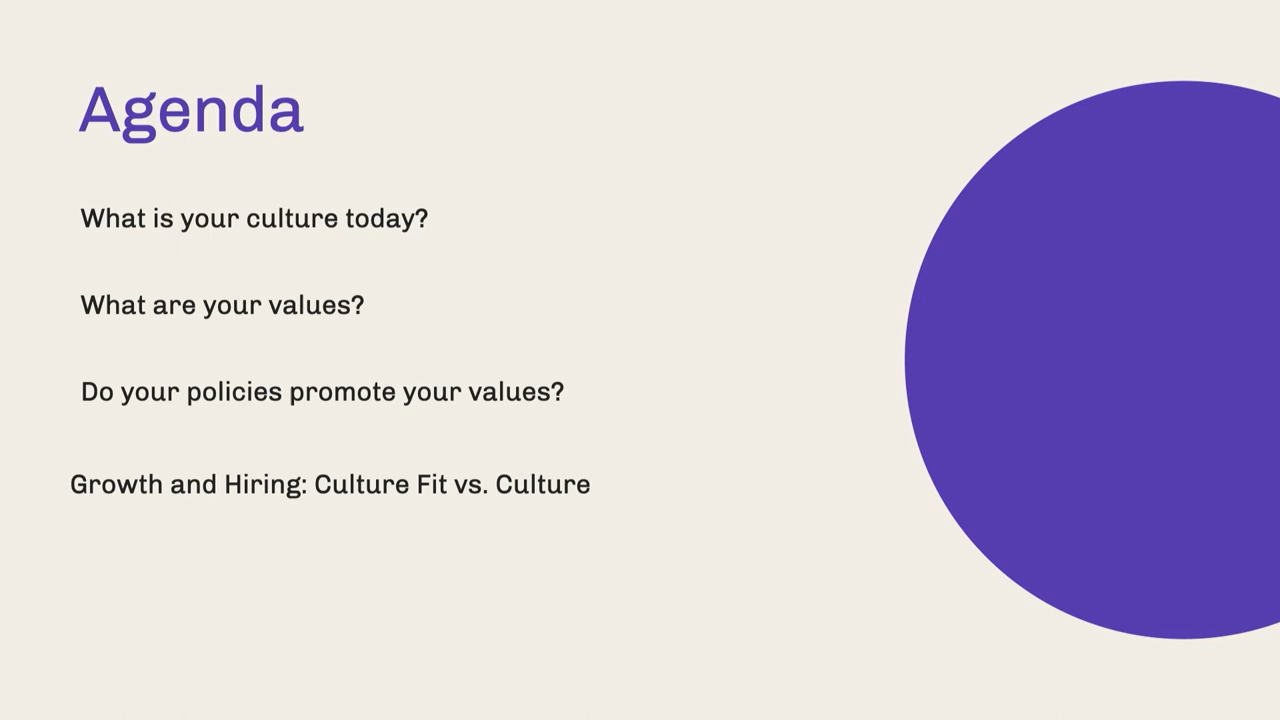 Agenda
What is your culture today?
What are your values?
Do your policies promote your values?
Growth and Hiring: Culture Fit vs. Culture